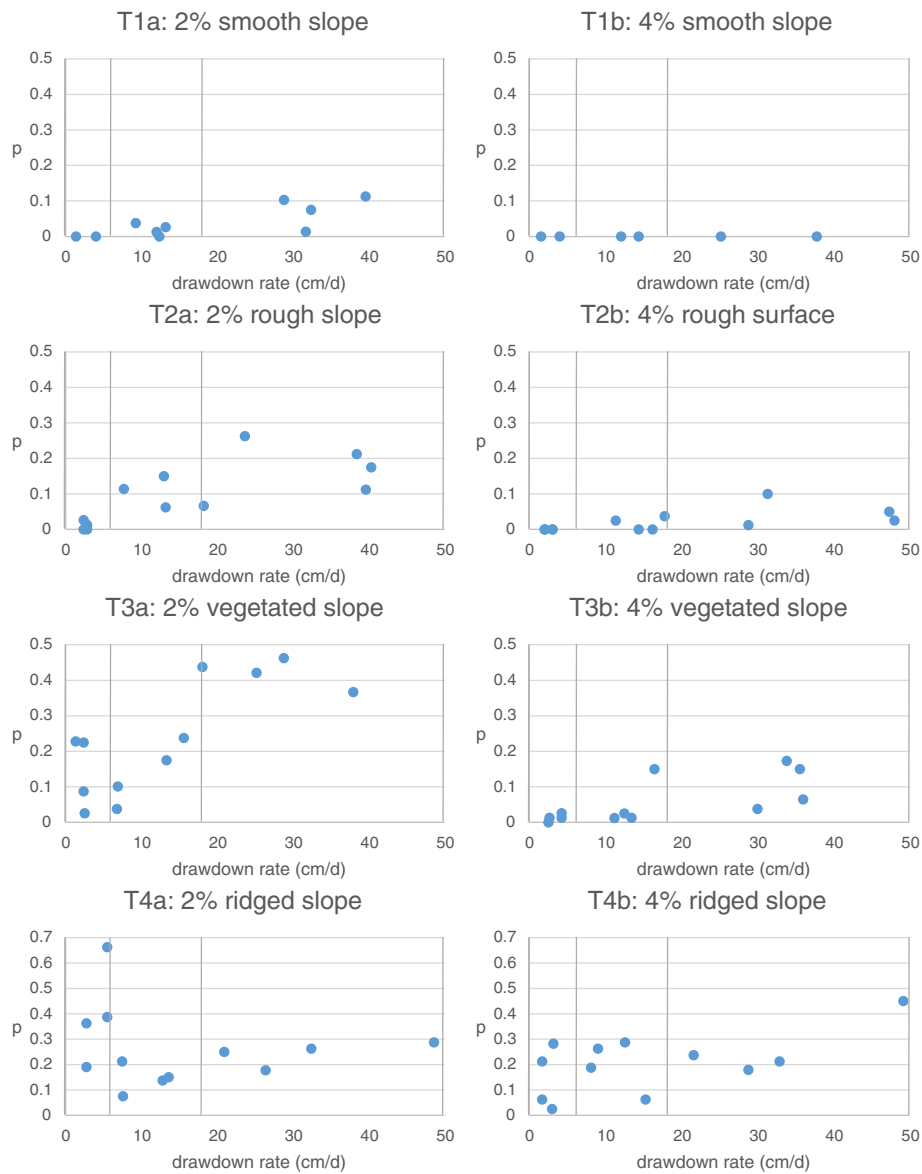 T1a: 2% smooth slope
0.5
0.4
0.3
p
0.2
0.1
0
0 10 20 30 40 50
drawdown rate (cm/d)
T1b: 4% smooth slope
0.5
0.4
0.3
p
0.2
0.1
0
0 10 20 30 40 50
drawdown rate (cm/d)
T2a: 2% rough slope
0.5
0.4
0.3
p
0.2
0.1
0
0 10 20 30 40 50
drawdown rate (cm/d)
T2b: 4% rough surface
0.5
0.4
0.3
p
0.2
0.1
0
0 10 20 30 40 50
drawdown rate (cm/d)
T3a: 2% vegetated slope
0.5
0.4
0.3
p
0.2
0.1
0
0 10 20 30 40 50
drawdown rate (cm/d)
T3b: 4% vegetated slope
0.5
0.4
0.3
p
0.2
0.1
0
0 10 20 30 40 50
drawdown rate (cm/d)
T4a: 2% ridged slope
0.7
0.6
0.5
0.4
p
0.3
0.2
0.1
0
0 10 20 30 40 50
drawdown rate (cm/d)
T4b: 4% ridged slope
0.7
0.6
0.5
0.4
p
0.3
0.2
0.1
0
0 10 20 30 40 50
drawdown rate (cm/d)